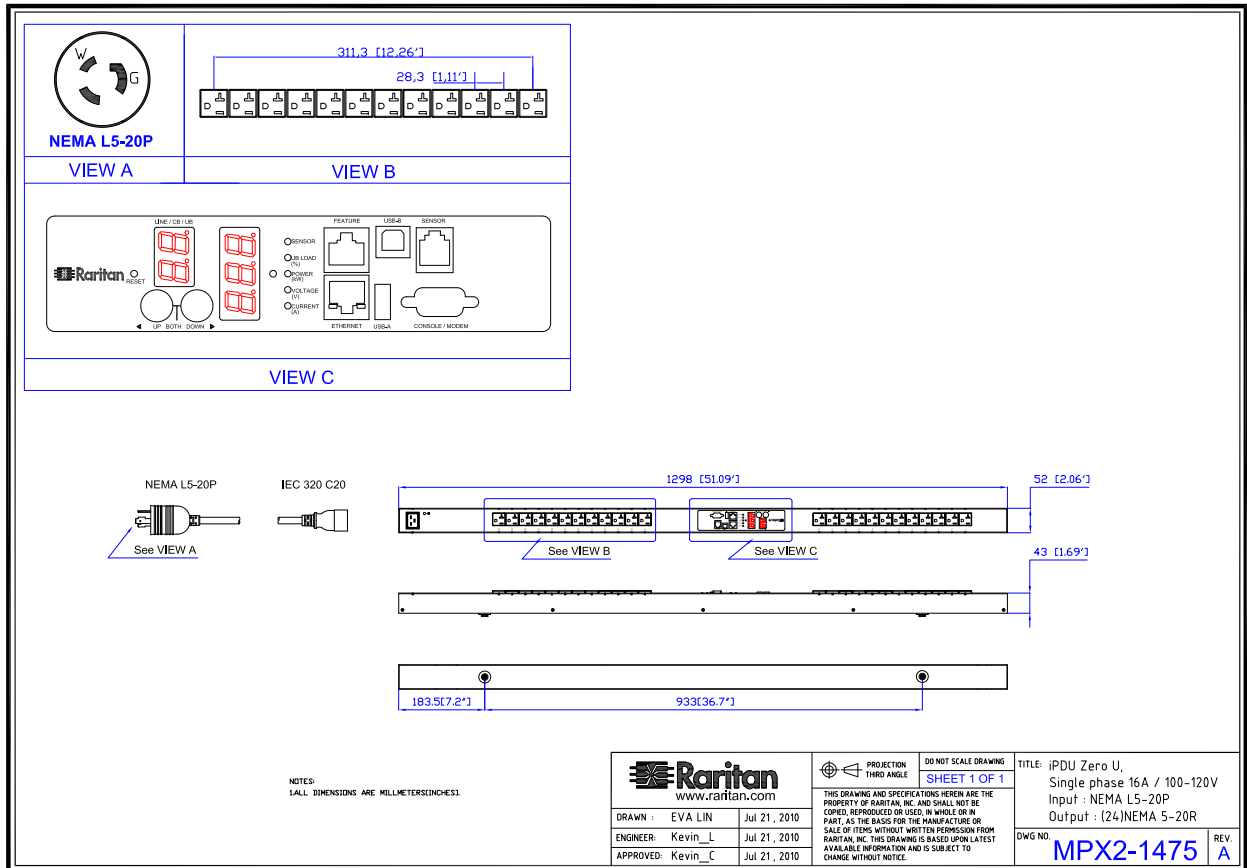 W
G
NEMA L5-20P
VIEW A
311,3 [12,26']
28,3 [1,11']
VIEW B
LINE / CB / UB
FEATURE
USB-B
SENSOR
Raritan
RESET
SENSOR
UB LOAD
(%)
POWER
(kW)
VOLTAGE
(V)
CURRENT
(A)
UP BOTH DOWN
ETHERNET
USB-A
CONSOLE / MODEM
VIEW C
NEMA L5-20P
IEC 320 C20
See VIEW A
1298 [51.09']
52 [2.06']
See VIEW B
See VIEW C
43 [1.69']
183.5[7.2"]
933[36.7"]
NOTES:
1.ALL DIMENSIONS ARE MILLMETERS[INCHES].
Raritan
www.raritan.com
DRAWN : EVA LIN Jul 21 , 2010
ENGINEER: Kevin_L Jul 21 , 2010
APPROVED: Kevin_C Jul 21 , 2010
PROJECTION
THIRD ANGLE
DO NOT SCALE DRAWING
SHEET 1 OF 1
THIS DRAWING AND SPECIFICATIONS HEREIN ARE THE
PROPERTY OF RARITAN, INC. AND SHALL NOT BE
COPIED, REPRODUCED OR USED, IN WHOLE OR IN
PART, AS THE BASIS FOR THE MANUFACTURE OR
SALE OF ITEMS WITHOUT WRITTEN PERMISSION FROM
RARITAN, INC. THIS DRAWING IS BASED UPON LATEST
AVAILABLE INFORMATION AND IS SUBJECT TO
CHANGE WITHOUT NOTICE.
TITLE: iPDU Zero U,
Single phase 16A / 100-120V
Input : NEMA L5-20P
Output : (24)NEMA 5-20R
DWG NO.
MPX2-1475
REV.
A